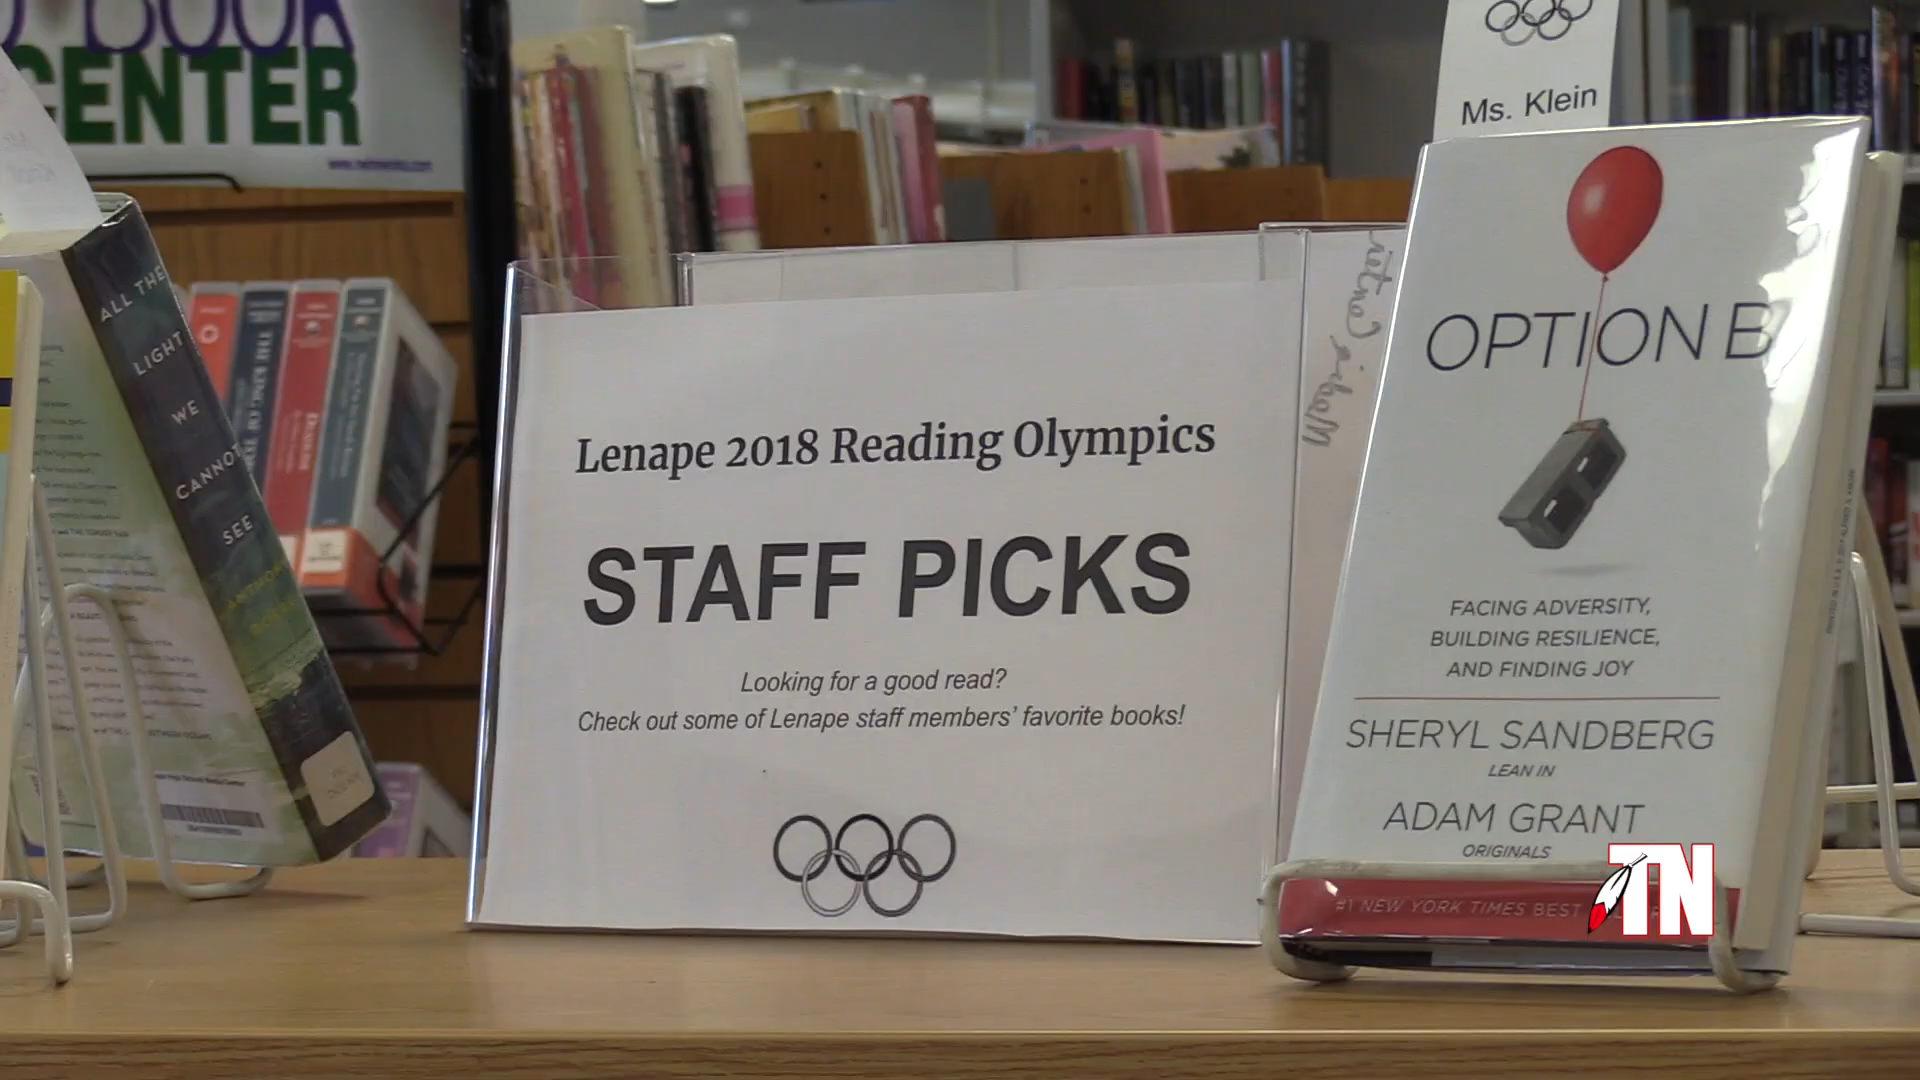 BOOK
CENTER
ALL THE
LIGHT
WE
CANNOT
SEE
ANTHONY
Lenape 2018 Reading Olympics
STAFF PICKS
Looking for a good read?
Check out some of Lenape staff members' favorite books!
Ms. Klein
OPTION B
FACING ADVERSITY,
BUILDING RESILIENCE,
AND FINDING JOY
SHERYL SANDBERG
LEAN IN
ADAM GRANT
ORIGINALS
#1 NEW YORK TIMES BEST
TN